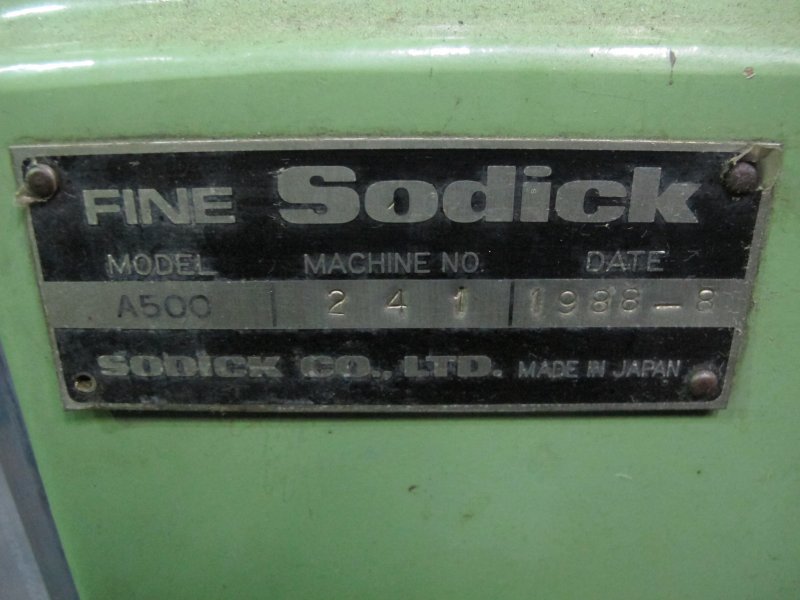 FINE Sodick
MODEL MACHINE NO. DATE
A500 2 4 1 1988-8
SODICK CO., LTD. MADE IN JAPAN